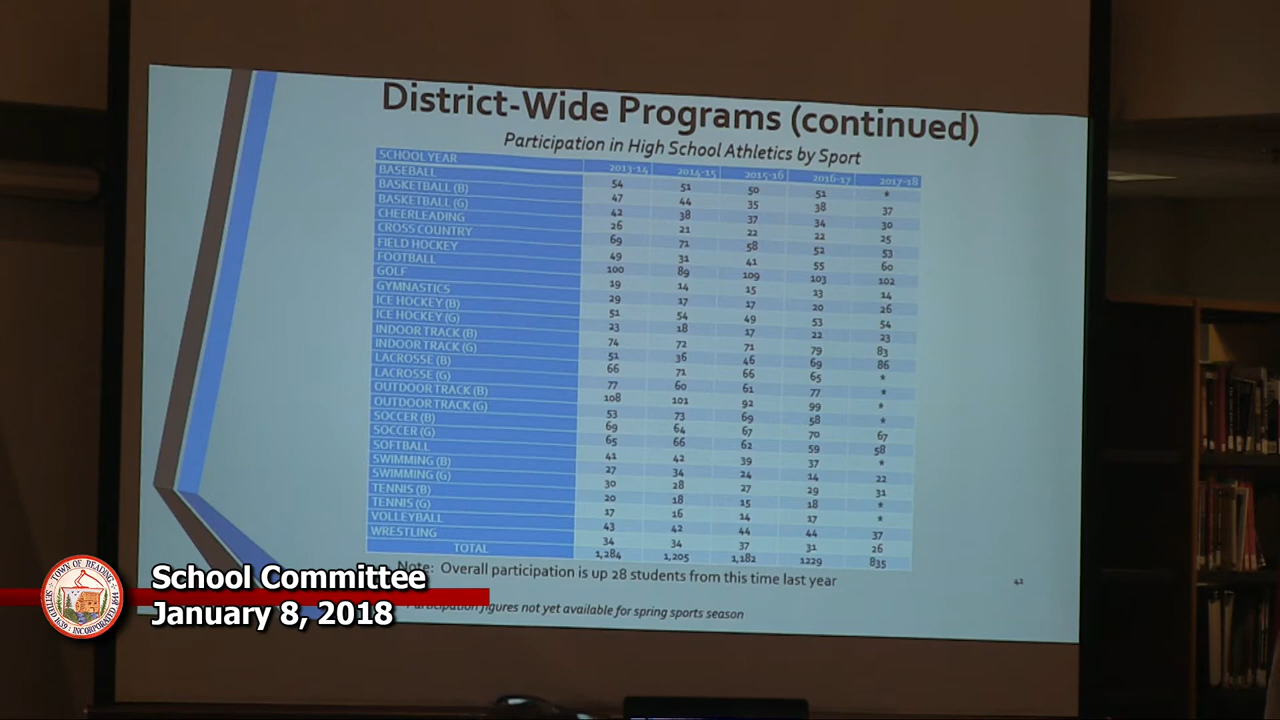 District-Wide Programs (continued)
Participation in High School Athletics by Sport
SCHOOL YEAR 2013-14 2014-15 2015-16 2016-17 2017-18
BASEBALL 54 51 50 51 *
BASKETBALL (B) 47 44 35 38 37
BASKETBALL (G) 42 38 37 34 30
CHEERLEADING 26 21 22 22 25
CROSS COUNTRY 69 71 58 52 53
FIELD HOCKEY 49 31 41 55 60
FOOTBALL 100 89 109 103 102
GOLF 19 14 15 13 14
GYMNASTICS 29 17 17 20 26
ICE HOCKEY (B) 51 54 49 53 54
ICE HOCKEY (G) 23 18 17 22 23
INDOOR TRACK (B) 74 72 71 79 83
INDOOR TRACK (G) 51 36 46 69 86
LACROSSE (B) 66 71 66 65 *
LACROSSE (G) 77 60 61 77 *
OUTDOOR TRACK (B) 108 101 92 99 *
OUTDOOR TRACK (G) 53 73 69 58 *
SOCCER (B) 69 64 67 70 67
SOCCER (G) 65 66 62 59 58
SOFTBALL 41 42 39 37 *
SWIMMING (B) 27 34 24 14 22
SWIMMING (G) 30 28 27 29 31
TENNIS (B) 20 18 15 18 *
TENNIS (G) 17 16 14 17 *
VOLLEYBALL 43 42 44 44 37
WRESTLING 34 34 37 31 26
TOTAL 1,284 1,205 1,182 1229 835
Note: Overall participation is up 28 students from this time last year
42
Participation figures not yet available for spring sports season
School Committee
January 8, 2018
TOWN OF READING
SETTLED 1639 INCORPORATED 1644